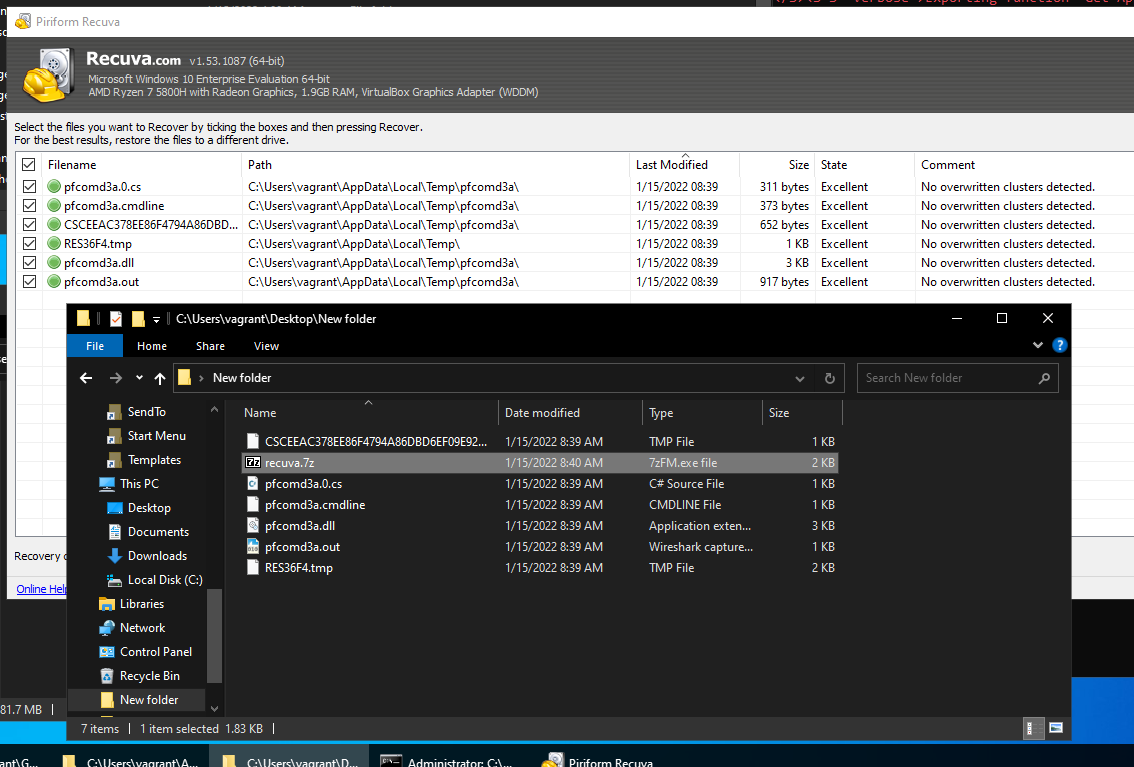 Piriform Recuva
Recuva.com v1.53.1087 (64-bit)
Microsoft Windows 10 Enterprise Evaluation 64-bit
AMD Ryzen 7 5800H with Radeon Graphics, 1.9GB RAM, VirtualBox Graphics Adapter (WDDM)
Select the files you want to Recover by ticking the boxes and then pressing Recover.
For the best results, restore the files to a different drive.
Filename Path Last Modified Size State Comment
pfcomd3a.0.cs C:\Users\vagrant\AppData\Local\Temp\pfcomd3a\ 1/15/2022 08:39 311 bytes Excellent No overwritten clusters detected.
pfcomd3a.cmdline C:\Users\vagrant\AppData\Local\Temp\pfcomd3a\ 1/15/2022 08:39 373 bytes Excellent No overwritten clusters detected.
CSCEEAC378EE86F4794A86DBD... C:\Users\vagrant\AppData\Local\Temp\pfcomd3a\ 1/15/2022 08:39 652 bytes Excellent No overwritten clusters detected.
RES36F4.tmp C:\Users\vagrant\AppData\Local\Temp\ 1/15/2022 08:39 1 KB Excellent No overwritten clusters detected.
pfcomd3a.dll C:\Users\vagrant\AppData\Local\Temp\pfcomd3a\ 1/15/2022 08:39 3 KB Excellent No overwritten clusters detected.
pfcomd3a.out C:\Users\vagrant\AppData\Local\Temp\pfcomd3a\ 1/15/2022 08:39 917 bytes Excellent No overwritten clusters detected.
C:\Users\vagrant\Desktop\New folder
File Home Share View
New folder Search New folder
Name Date modified Type Size
SendTo
Start Menu
Templates
This PC
Desktop
Documents
Downloads
Local Disk (C:)
Libraries
Network
Control Panel
Recycle Bin
New folder
CSCEEAC378EE86F4794A86DBD6EF09E92... 1/15/2022 8:39 AM TMP File 1 KB
recuva.7z 1/15/2022 8:40 AM 7zFM.exe file 2 KB
pfcomd3a.0.cs 1/15/2022 8:39 AM C# Source File 1 KB
pfcomd3a.cmdline 1/15/2022 8:39 AM CMDLINE File 1 KB
pfcomd3a.dll 1/15/2022 8:39 AM Application exten... 3 KB
pfcomd3a.out 1/15/2022 8:39 AM Wireshark capture... 1 KB
RES36F4.tmp 1/15/2022 8:39 AM TMP File 2 KB
Recovery
Online Help
81.7 MB
7 items 1 item selected 1.83 KB
C:\Users\vagrant\A... C:\Users\vagrant\D... Administrator: C:\... Piriform Recuva